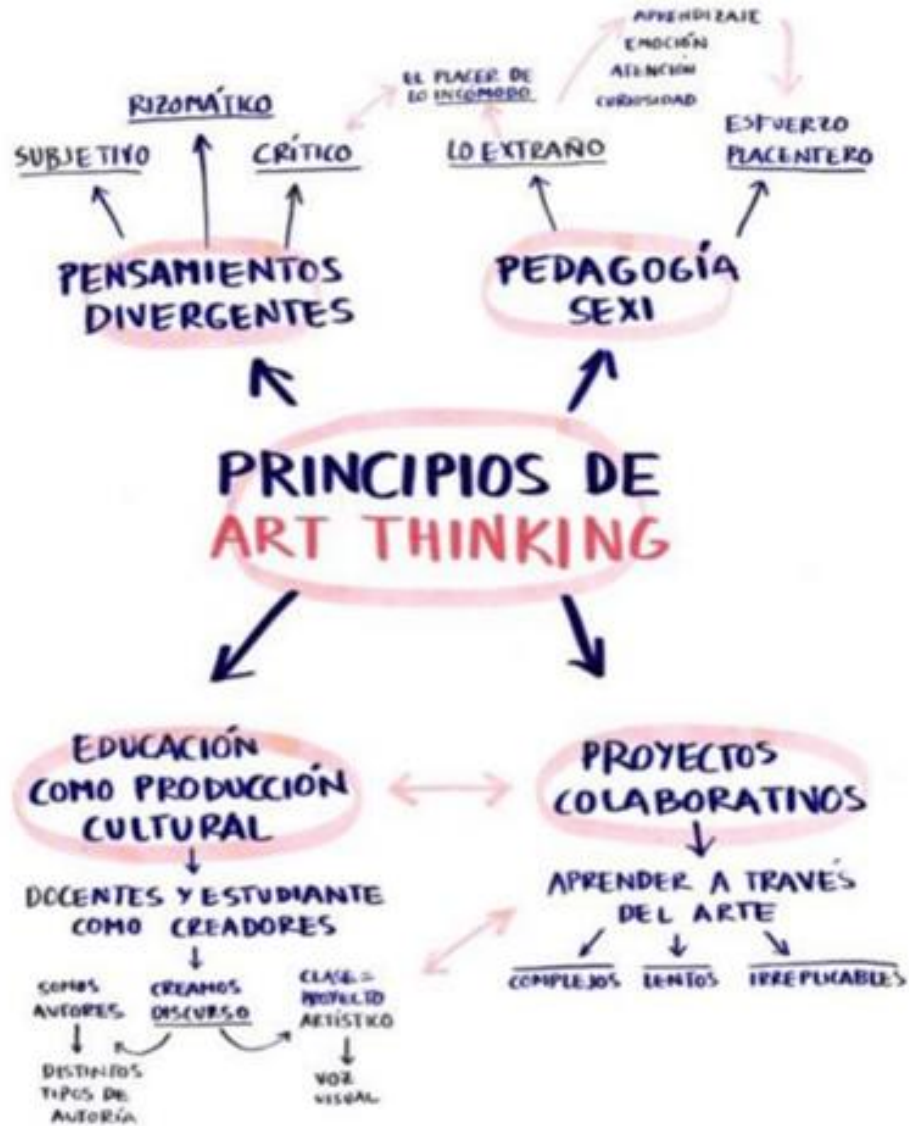 APRENDIZAJE
EMOCIÓN
ATENCIÓN
CURIOSIDAD
EL PLACER DE
LO INCÓMODO
RIZOMÁTICO
SUBJETIVO
CRÍTICO
LO EXTRAÑO
ESFUERZO
PLACENTERO
PENSAMIENTOS
DIVERGENTES
PEDAGOGÍA
SEXI
PRINCIPIOS DE
ART THINKING
EDUCACIÓN
COMO PRODUCCIÓN
CULTURAL
DOCENTES Y ESTUDIANTE
COMO CREADORES
SOMOS
AUTORES
CREAMOS
DISCURSO
CLASE =
PROYECTO
ARTÍSTICO
DISTINTOS
TIPOS DE
AUTORÍA
VOZ
VISUAL
PROYECTOS
COLABORATIVOS
APRENDER A TRAVÉS
DEL ARTE
COMPLEJOS
LENTOS
IRREPLICABLES